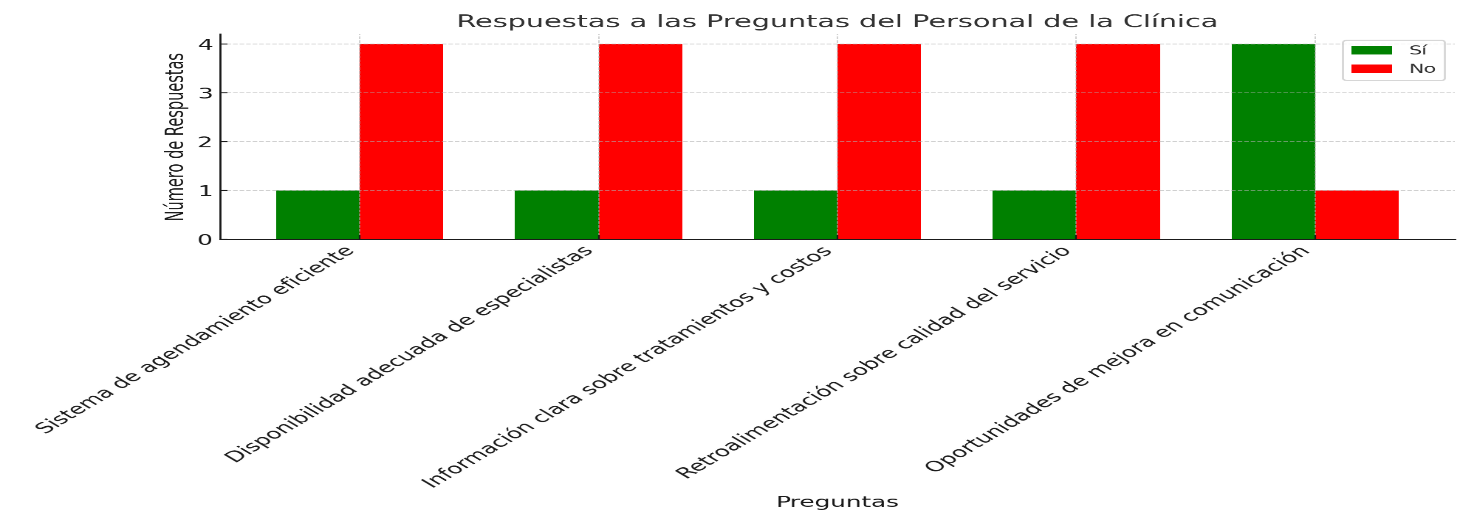 Respuestas a las Preguntas del Personal de la Clínica
Sí
No
Número de Respuestas
4
3
2
1
0
Sistema de agendamiento eficiente
Disponibilidad adecuada de especialistas
Información clara sobre tratamientos y costos
Retroalimentación sobre calidad del servicio
Oportunidades de mejora en comunicación
Preguntas